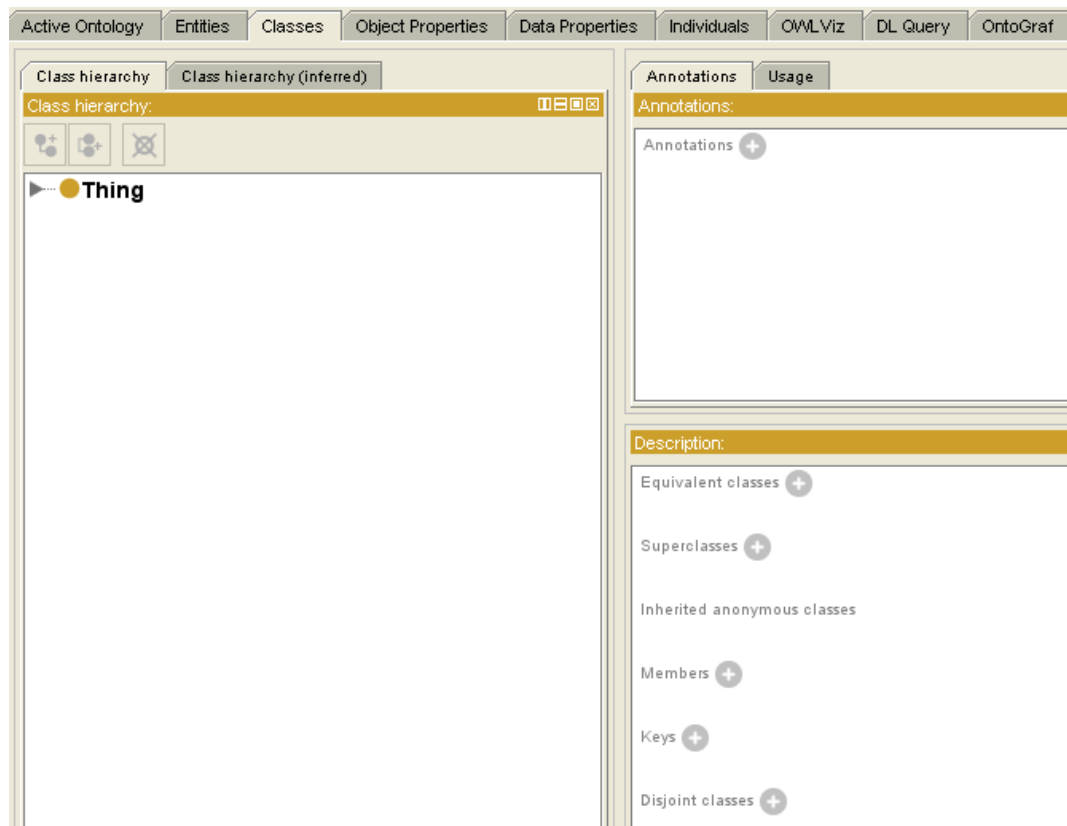 Active Ontology Entities Classes Object Properties Data Properties Individuals OWLViz DL Query OntoGraf
Class hierarchy Class hierarchy (inferred)
Class hierarchy:
Thing
Annotations Usage
Annotations:
Annotations
Description:
Equivalent classes
Superclasses
Inherited anonymous classes
Members
Keys
Disjoint classes